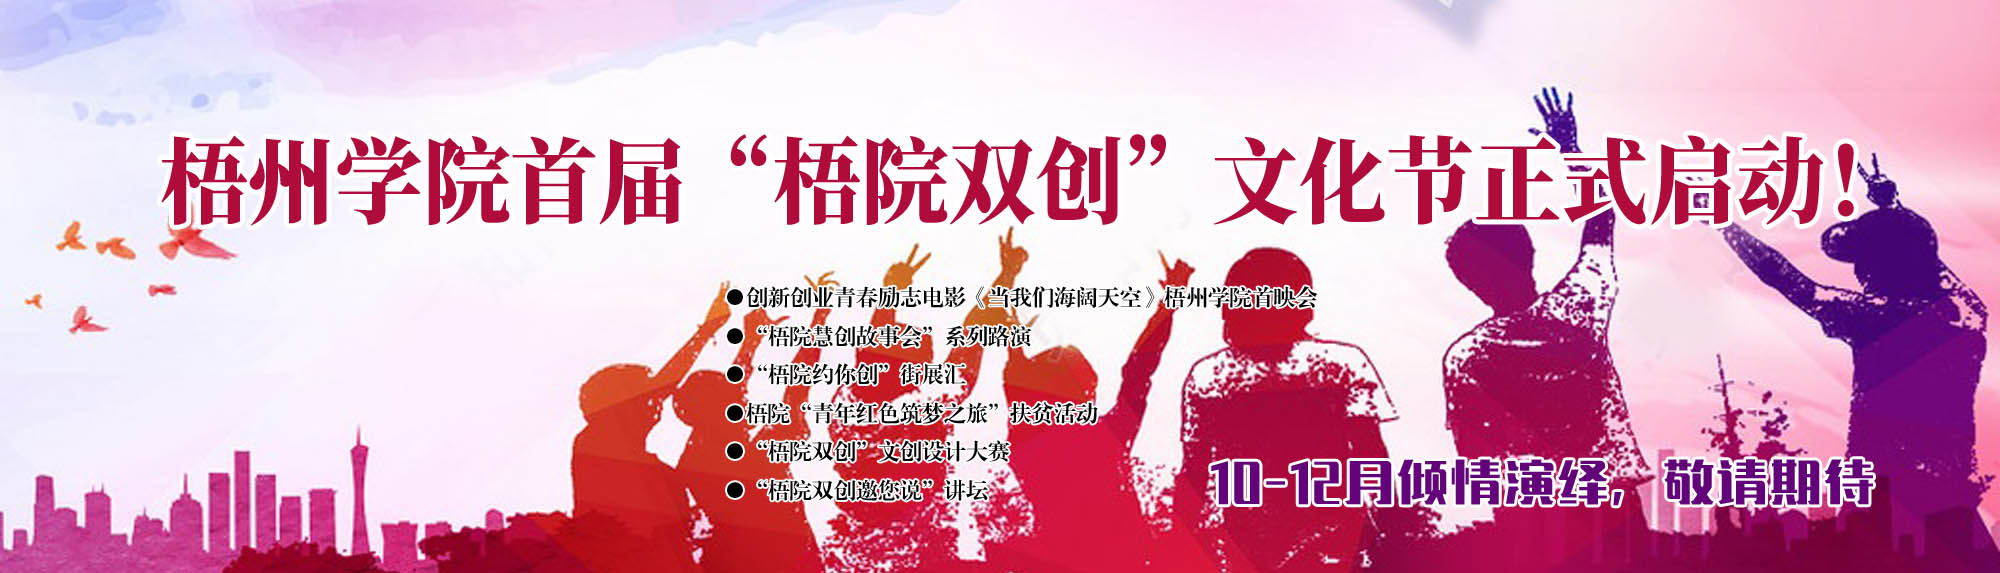 梧州学院首届“梧院双创”文化节正式启动！
●创新创业青春励志电影《当我们海阔天空》梧州学院首映会
●“梧院慧创故事会”系列路演
●“梧院约你创”街展汇
●梧院“青年红色筑梦之旅”扶贫活动
●“梧院双创”文创设计大赛
●“梧院双创邀您说”讲坛
10-12月倾情演绎，敬请期待